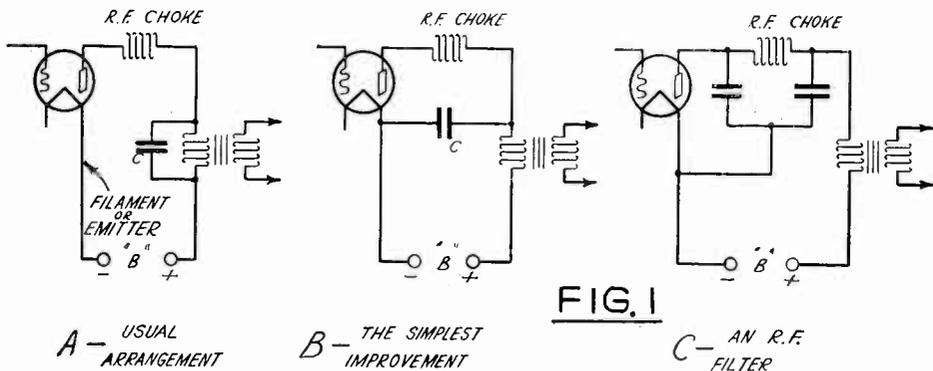 R.F. CHOKE
C
FILAMENT
OR
EMITTER
"B"
- +
A - USUAL
ARRANGEMENT
R.F. CHOKE
C
"B"
- +
B - THE SIMPLEST
IMPROVEMENT
R.F. CHOKE
"B"
- +
FIG. 1
C - AN R.F.
FILTER